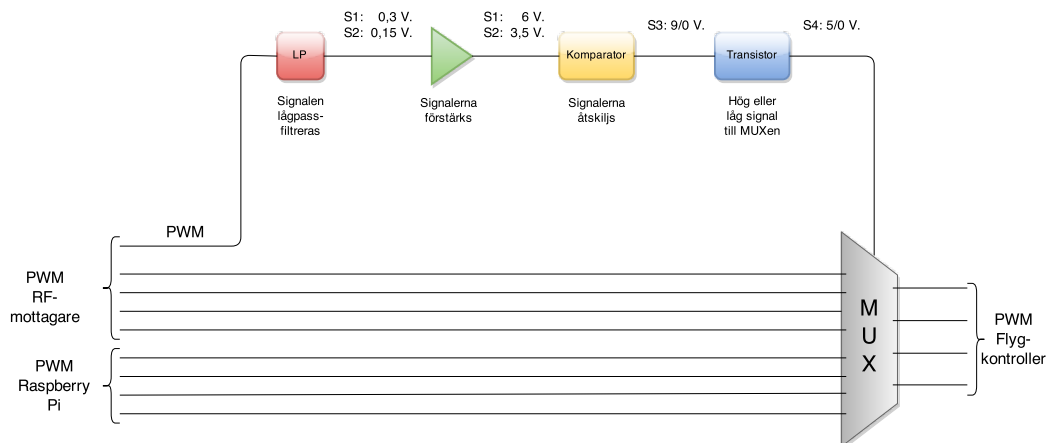 S1: 0,3 V.
S2: 0,15 V.
S1: 6 V.
S2: 3,5 V.
S3: 9/0 V.
S4: 5/0 V.
LP
Komparator
Transistor
Signalen
lågpass-
filtreras
Signalerna
förstärks
Signalerna
åtskiljs
Hög eller
låg signal
till MUXen
PWM
PWM
RF-
mottagare
PWM
Raspberry
Pi
M
U
X
PWM
Flyg-
kontroller